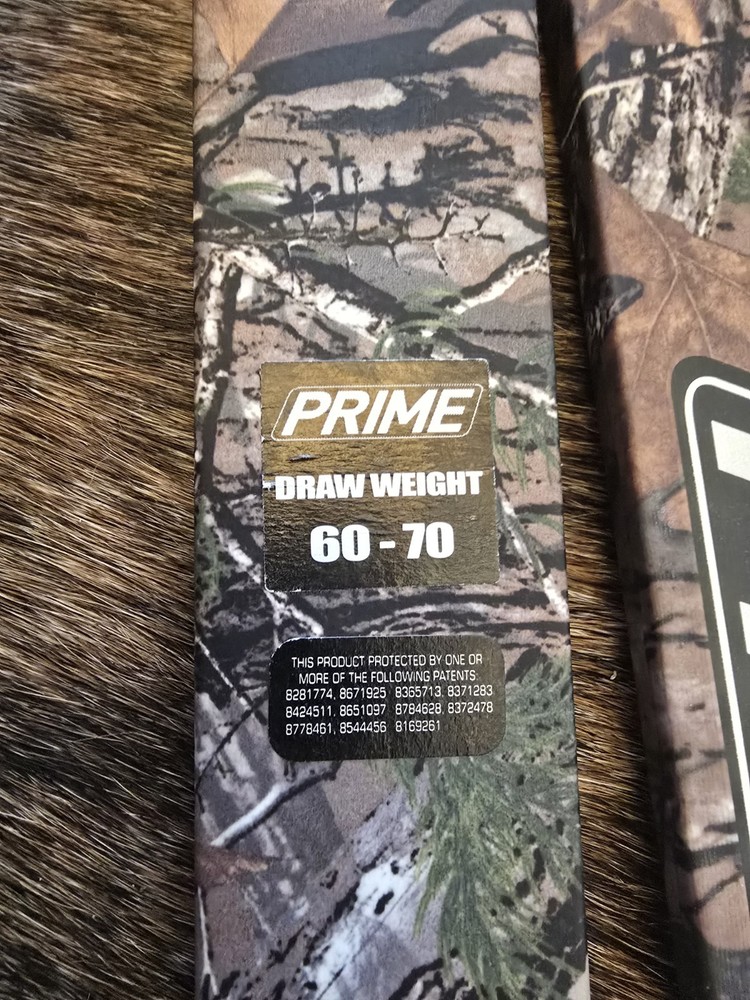 PRIME
DRAW WEIGHT
60 - 70
THIS PRODUCT PROTECTED BY ONE OR
MORE OF THE FOLLOWING PATENTS.
8281774, 8671925 8365713, 8371283
8424511, 8651097 8784628, 8372478
8778461, 8544456 8169261